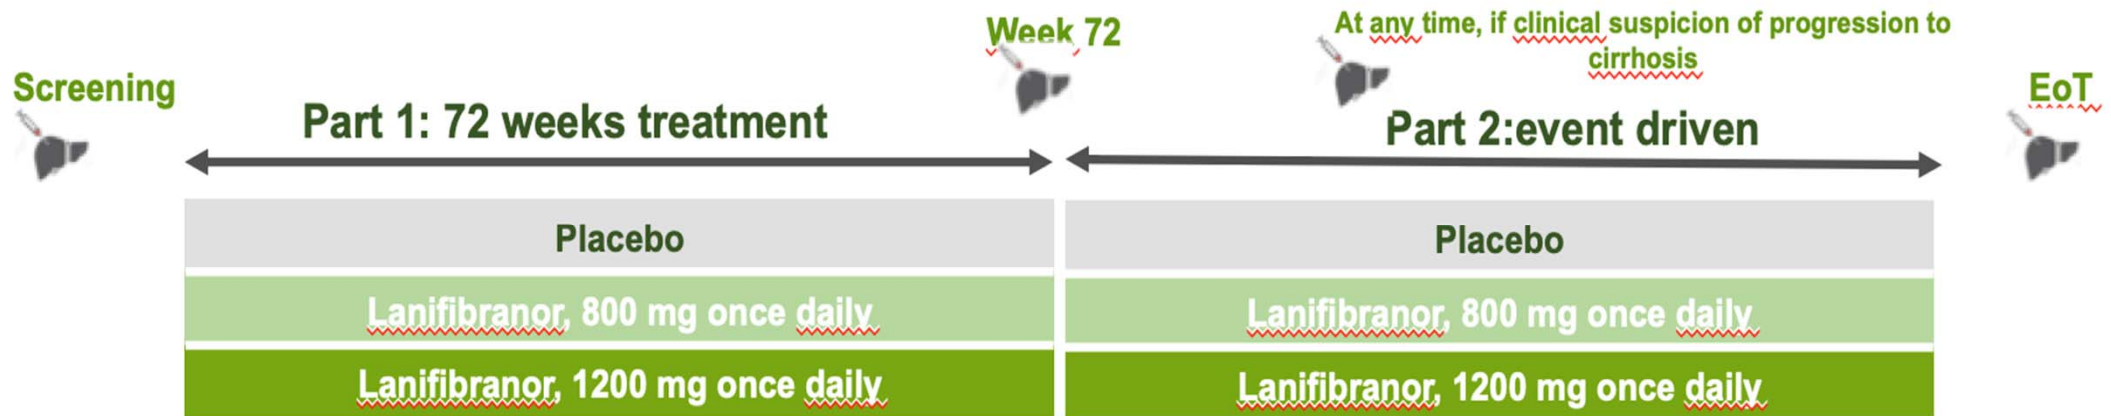 Screening
Part 1: 72 weeks treatment
Week 72
At any time, if clinical suspicion of progression to
cirrhosis
Part 2:event driven
EoT
Placebo
Placebo
Lanifibranor, 800 mg once daily
Lanifibranor, 800 mg once daily
Lanifibranor, 1200 mg once daily
Lanifibranor, 1200 mg once daily